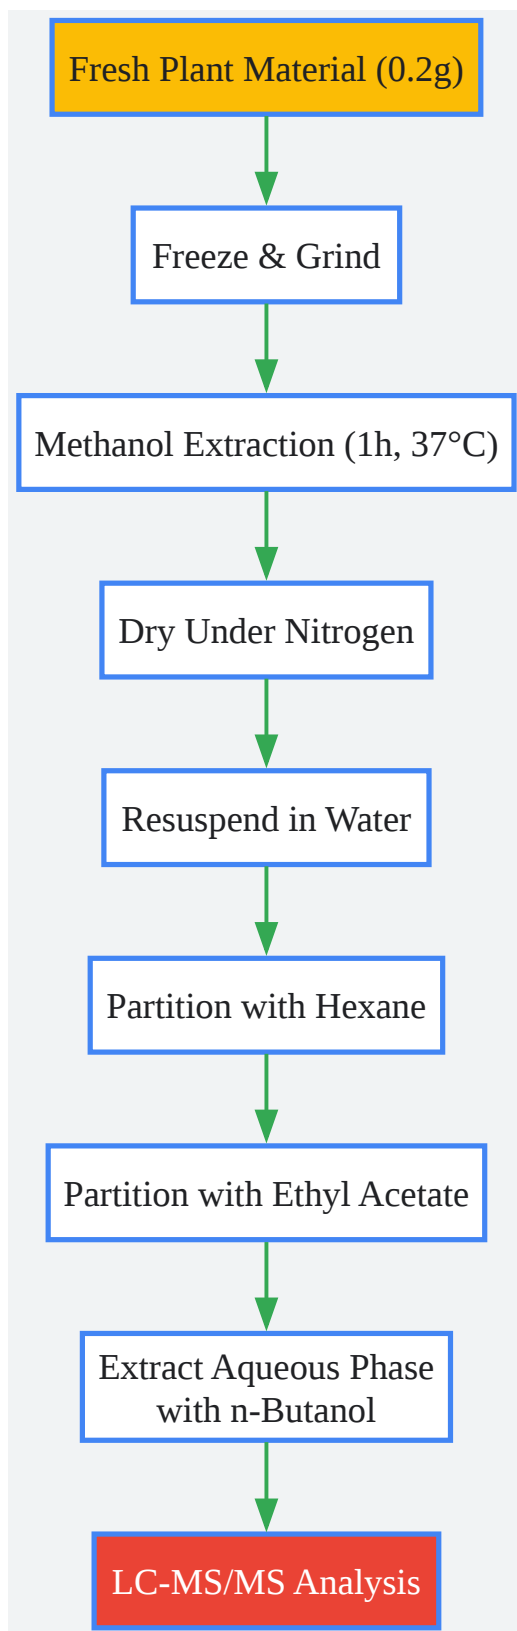 Fresh Plant Material (0.2g)
Freeze & Grind
Methanol Extraction (1h, 37°C)
Dry Under Nitrogen
Resuspend in Water
Partition with Hexane
Partition with Ethyl Acetate
Extract Aqueous Phase
with n-Butanol
LC-MS/MS Analysis